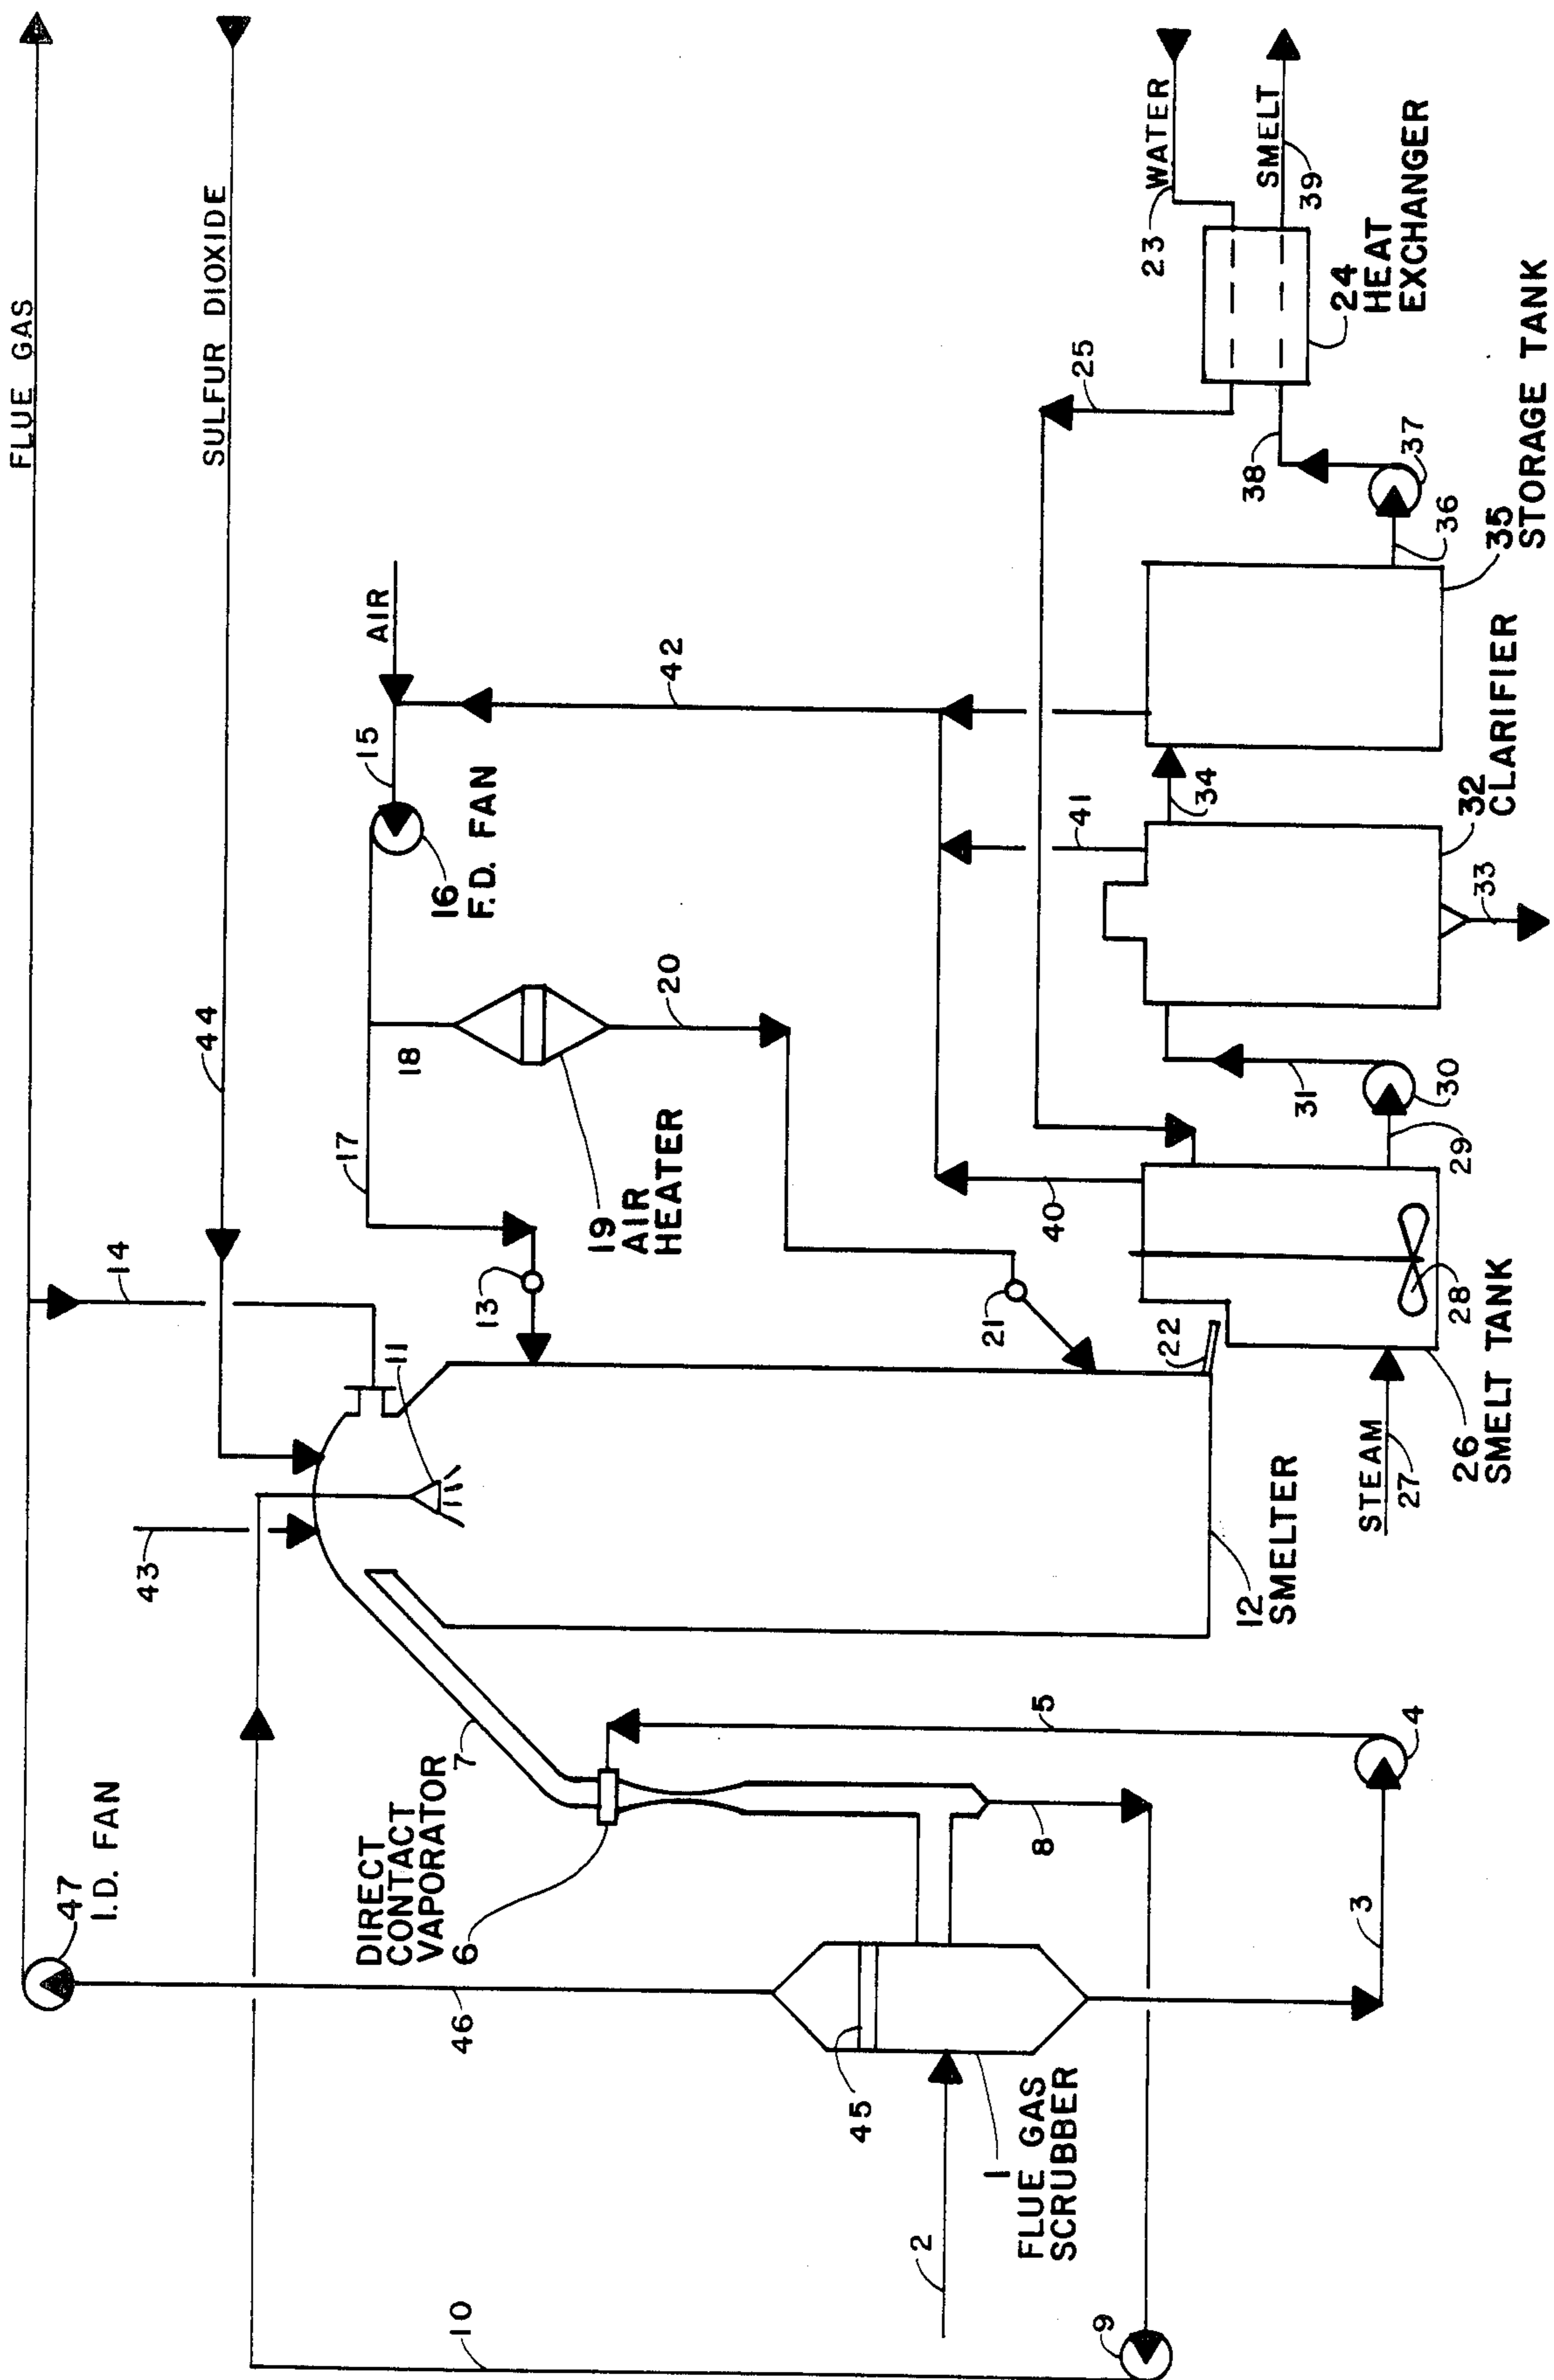 FLUE GAS
SULFUR DIOXIDE
44
14
43
11
47
I.D. FAN
10
46
DIRECT
CONTACT
VAPORATOR
6
7
5
8
45
1
FLUE GAS
SCRUBBER
2
9
3
4
12
SMELTER
13
17
18
19
AIR
HEATER
20
21
22
16
F.D. FAN
15
AIR
42
40
41
25
23
WATER
SMELT
39
24
HEAT
EXCHANGER
38
37
36
35
STORAGE TANK
34
32
CLARIFIER
33
31
30
29
28
STEAM
27
26
SMELT TANK